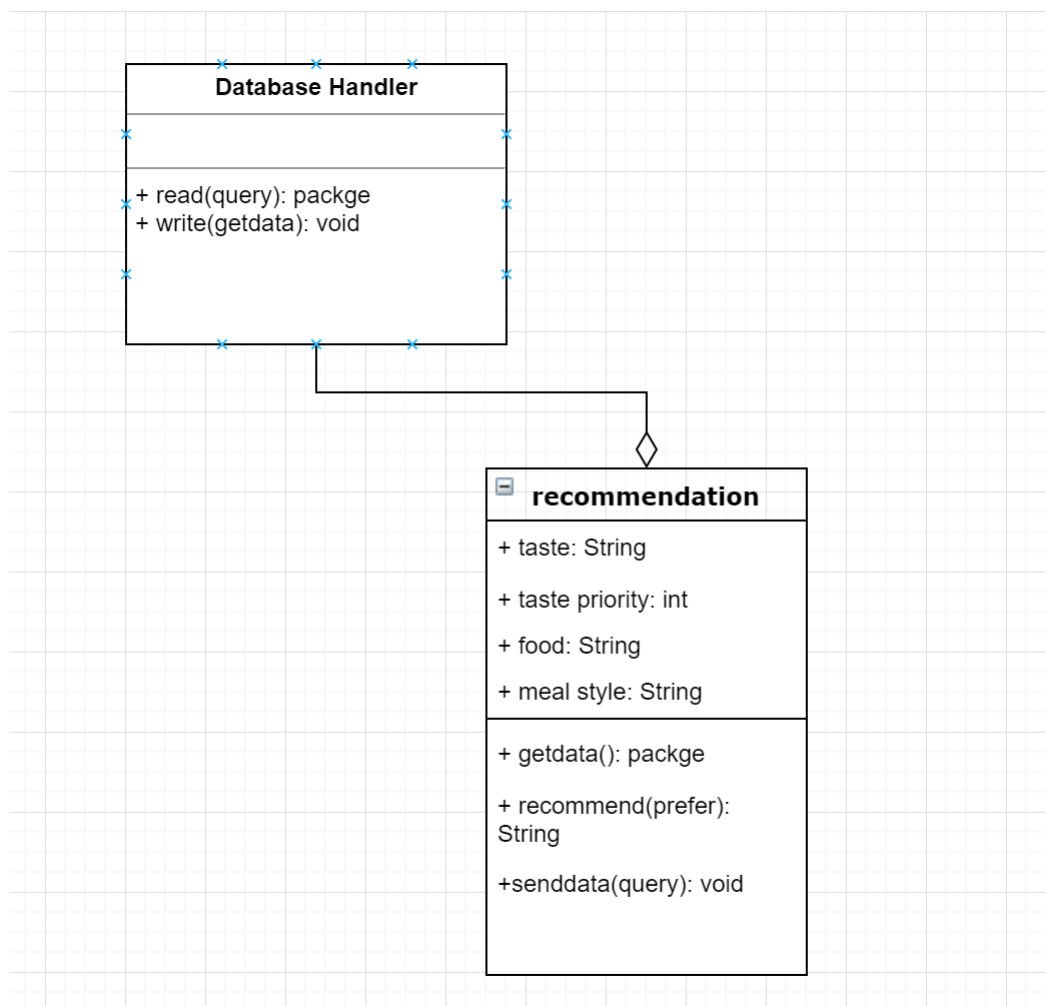 Database Handler
+ read(query): packge
+ write(getdata): void
recommendation
+ taste: String
+ taste priority: int
+ food: String
+ meal style: String
+ getdata(): packge
+ recommend(prefer):
String
+senddata(query): void